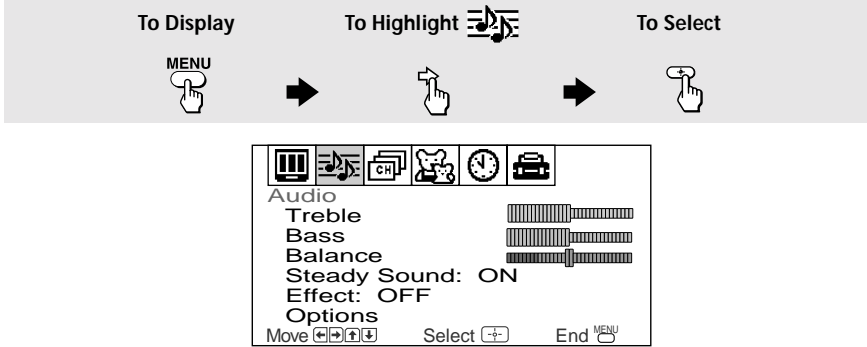 To Display To Highlight To Select
MENU
CH
Audio
Treble
Bass
Balance
Steady Sound: ON
Effect: OFF
Options
Move Select End MENU